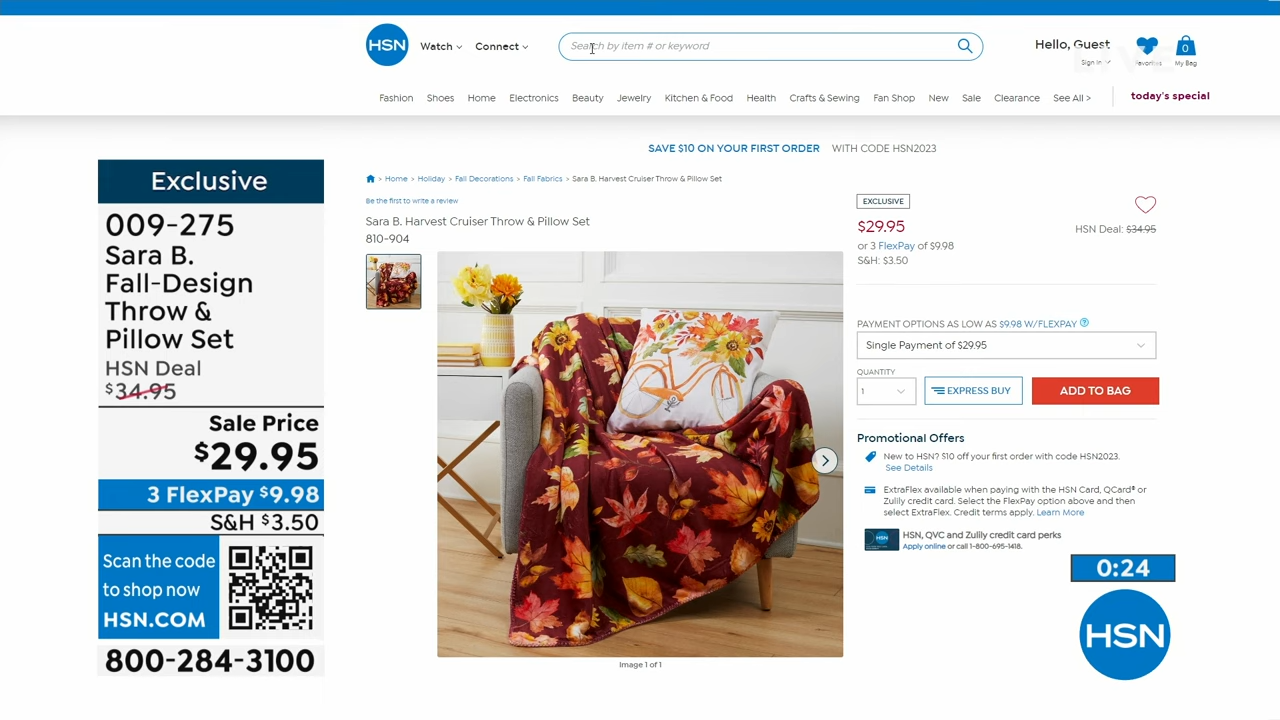 HSN
Watch
Connect
Search by item # or keyword
Hello, Guest
Sign In
Favorites
0
My Bag
Fashion
Shoes
Home
Electronics
Beauty
Jewelry
Kitchen & Food
Health
Crafts & Sewing
Fan Shop
New
Sale
Clearance
See All >
today's special
SAVE $10 ON YOUR FIRST ORDER WITH CODE HSN2023
> Home > Holiday > Fall Decorations > Fall Fabrics > Sara B. Harvest Cruiser Throw & Pillow Set
Be the first to write a review
Sara B. Harvest Cruiser Throw & Pillow Set
810-904
Image 1 of 1
EXCLUSIVE
$29.95
HSN Deal: $34.95
or 3 FlexPay of $9.98
S&H: $3.50
PAYMENT OPTIONS AS LOW AS $9.98 W/FLEXPAY ?
Single Payment of $29.95
QUANTITY
1
EXPRESS BUY
ADD TO BAG
Promotional Offers
New to HSN? $10 off your first order with code HSN2023.
See Details
ExtraFlex available when paying with the HSN Card, QCard® or
Zulily credit card. Select the FlexPay option above and then
select ExtraFlex. Credit terms apply. Learn More
HSN
HSN, QVC and Zulily credit card perks
Apply online or call 1-800-695-1418.
Exclusive
009-275
Sara B.
Fall-Design
Throw &
Pillow Set
HSN Deal
$34.95
Sale Price
$29.95
3 FlexPay $9.98
S&H $3.50
Scan the code
to shop now
HSN.COM
800-284-3100
0:24
HSN